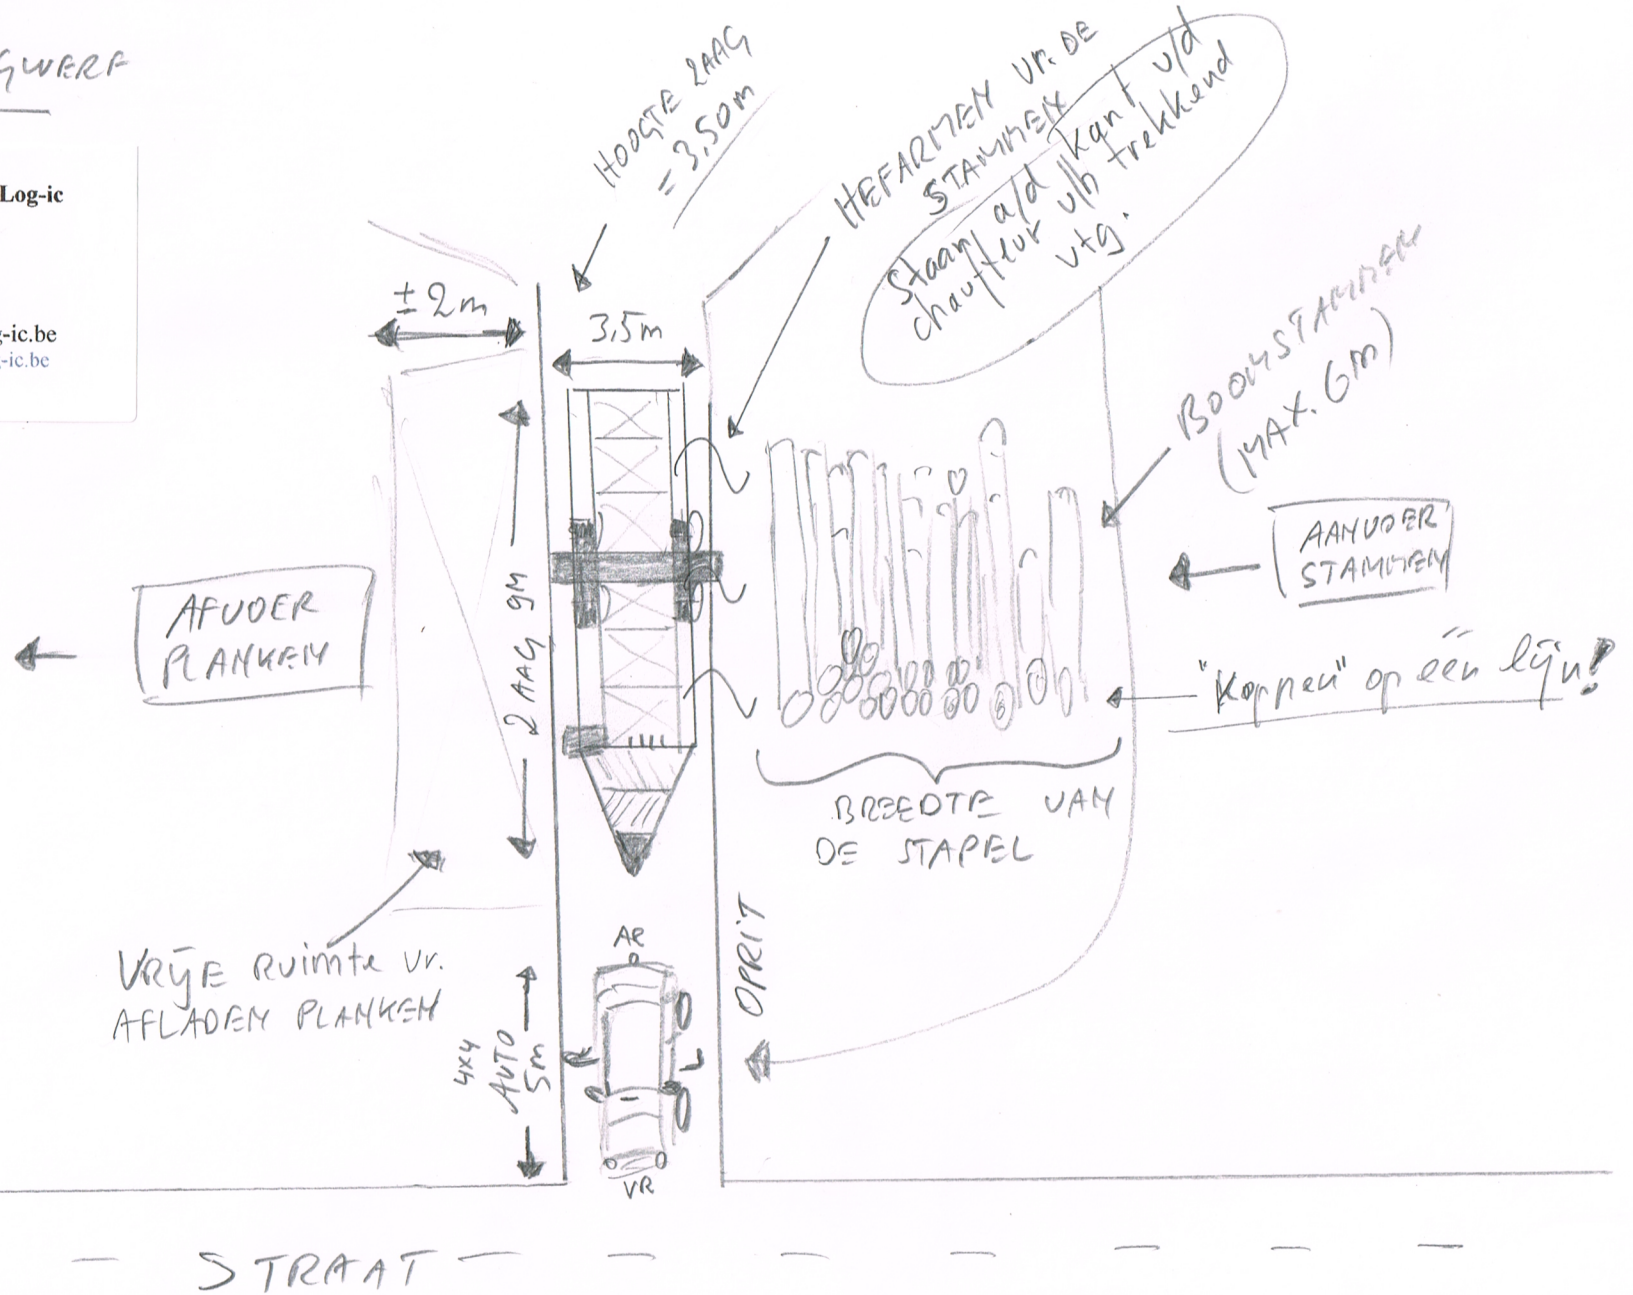 GWERF
Log-ic
g-ic.be
-ic.be
HOOGTE ZAAG
= 3,50m
HEFARMEN VR. DE
STAMMEN
Staan a/d kant v/d
chauffeur v/h trekkend
vtg.
± 2m
3,5m
BOOMSTAMMEN
(MAX. 6m)
AANVOER
STAMMEN
AFVOER
PLANKEN
ZAAG 9M
"Koppen" op één lijn!
BREEDTE VAN
DE STAPEL
VRIJE RUIMTE VR.
AFLADEN PLANKEN
OPRIT
AR
4x4
AUTO
5m
R
L
VR
STRAAT